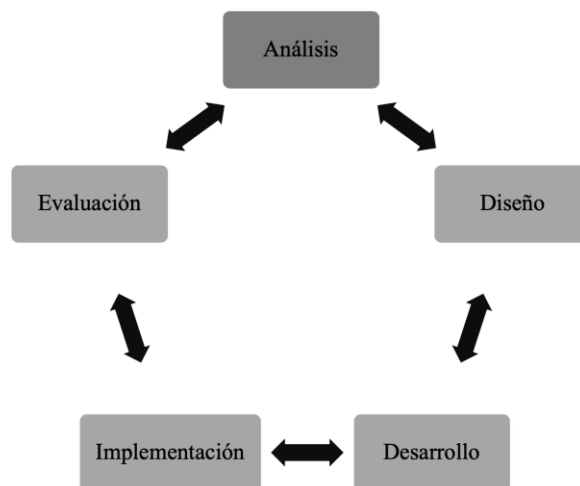 Análisis
Evaluación
Diseño
Implementación
Desarrollo